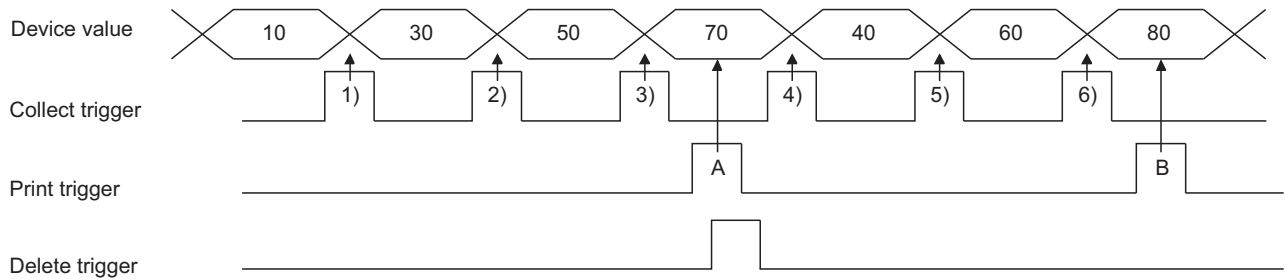 Device value 10 30 50 70 40 60 80
Collect trigger 1) 2) 3) 4) 5) 6)
Print trigger A B
Delete trigger